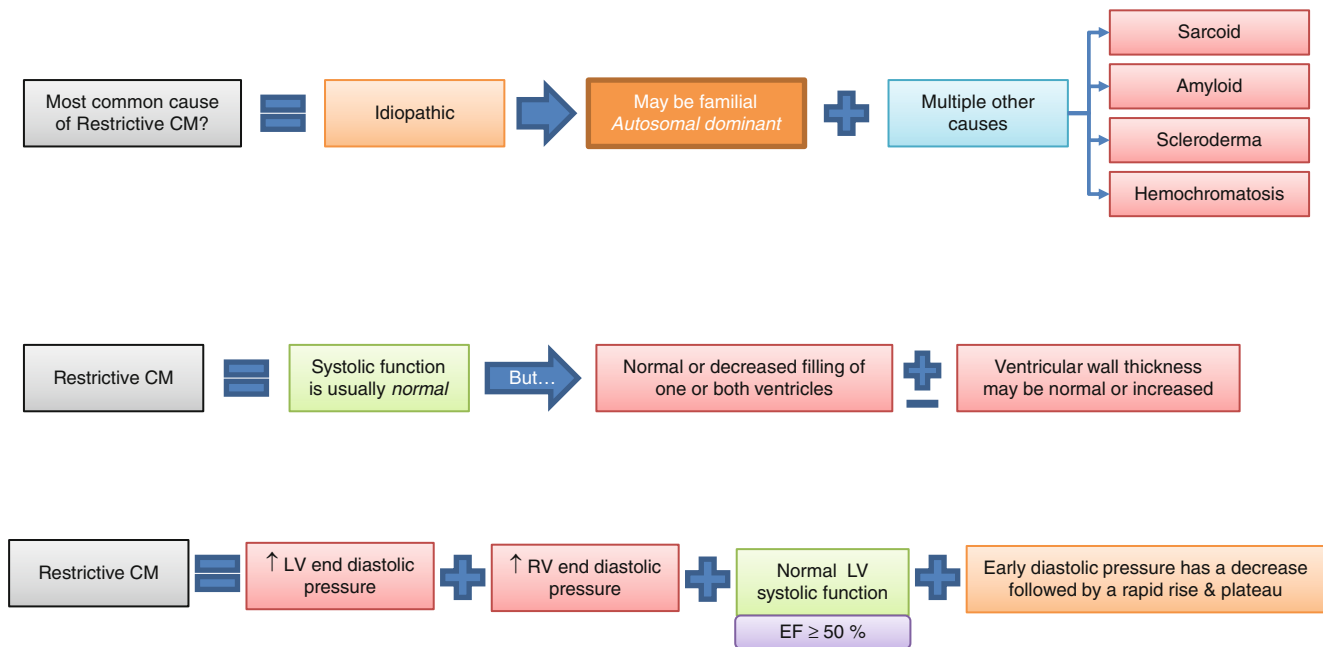 Most common cause
of Restrictive CM?
Idiopathic
May be familial
Autosomal dominant
Multiple other
causes
Sarcoid
Amyloid
Scleroderma
Hemochromatosis
Restrictive CM
Systolic function
is usually normal
But…
Normal or decreased filling of
one or both ventricles
Ventricular wall thickness
may be normal or increased
Restrictive CM
↑ LV end diastolic
pressure
↑ RV end diastolic
pressure
Normal LV
systolic function
EF ≥ 50 %
Early diastolic pressure has a decrease
followed by a rapid rise & plateau